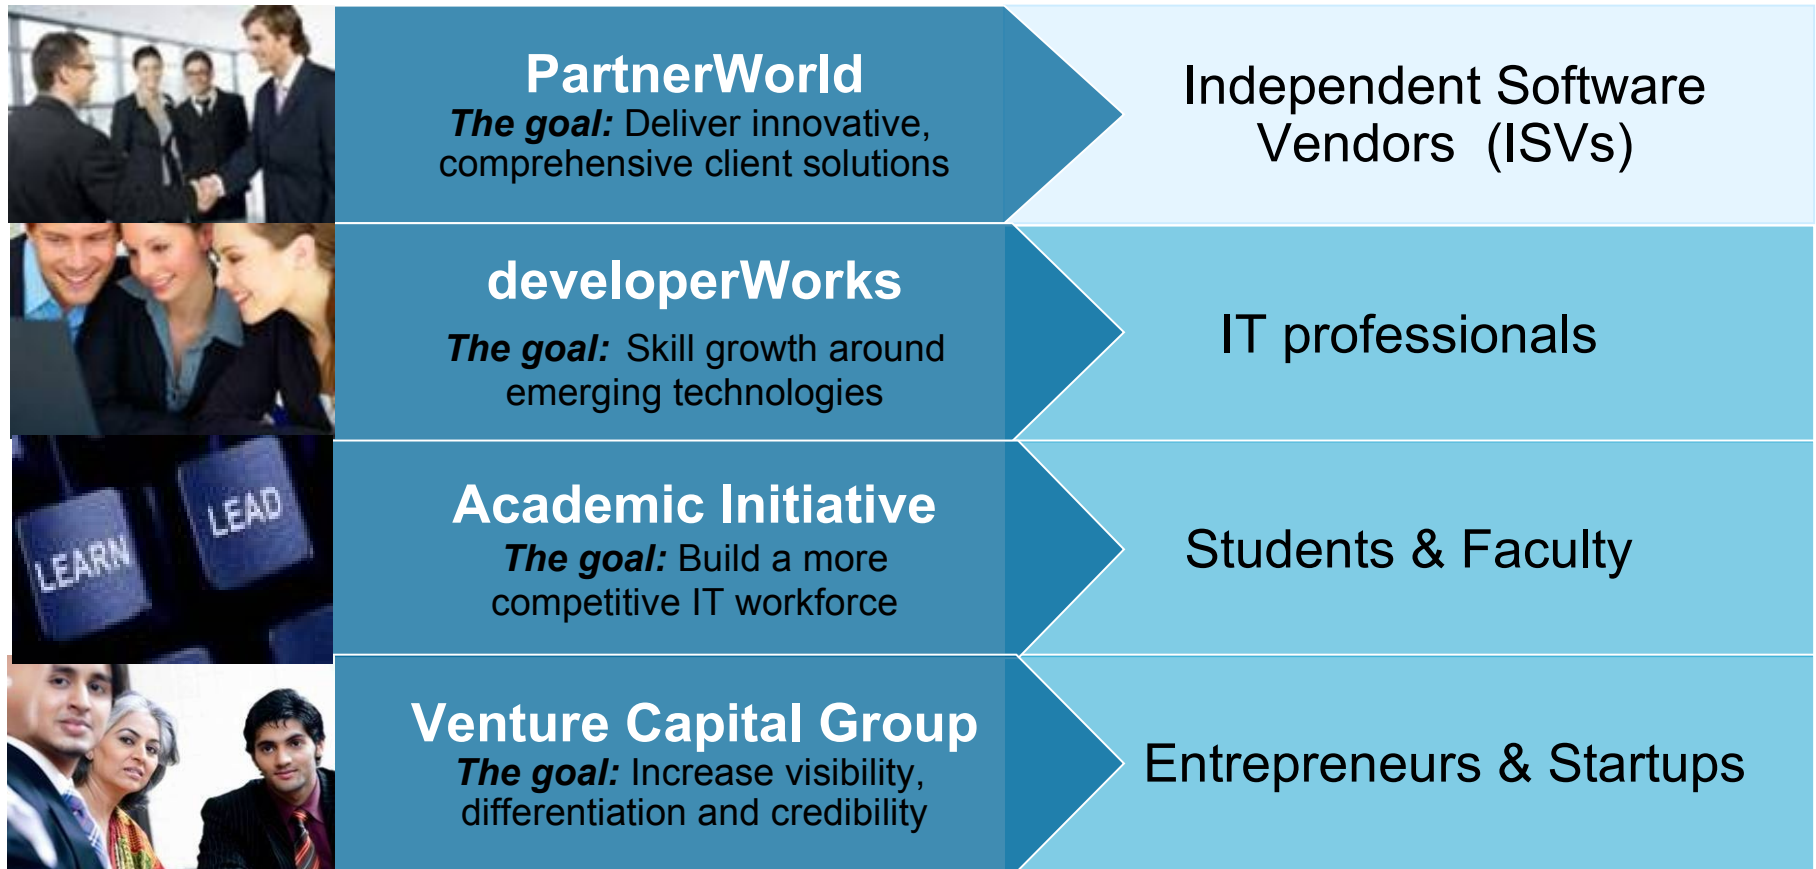 PartnerWorld
The goal: Deliver innovative,
comprehensive client solutions
Independent Software
Vendors (ISVs)
developerWorks
The goal: Skill growth around
emerging technologies
IT professionals
LEARN
LEAD
Academic Initiative
The goal: Build a more
competitive IT workforce
Students & Faculty
Venture Capital Group
The goal: Increase visibility,
differentiation and credibility
Entrepreneurs & Startups